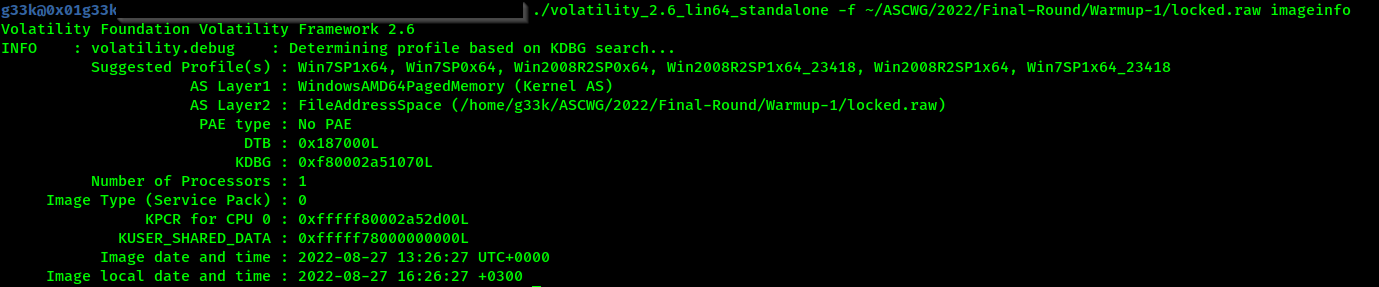 g33k@0x01g33k ./volatility_2.6_lin64_standalone -f ~/ASCWG/2022/Final-Round/Warmup-1/locked.raw imageinfo
Volatility Foundation Volatility Framework 2.6
INFO    : volatility.debug    : Determining profile based on KDBG search...
          Suggested Profile(s) : Win7SP1x64, Win7SP0x64, Win2008R2SP0x64, Win2008R2SP1x64_23418, Win2008R2SP1x64, Win7SP1x64_23418
                     AS Layer1 : WindowsAMD64PagedMemory (Kernel AS)
                     AS Layer2 : FileAddressSpace (/home/g33k/ASCWG/2022/Final-Round/Warmup-1/locked.raw)
                      PAE type : No PAE
                           DTB : 0x187000L
                          KDBG : 0xf80002a51070L
          Number of Processors : 1
     Image Type (Service Pack) : 0
                KPCR for CPU 0 : 0xfffff80002a52d00L
             KUSER_SHARED_DATA : 0xfffff78000000000L
           Image date and time : 2022-08-27 13:26:27 UTC+0000
     Image local date and time : 2022-08-27 16:26:27 +0300